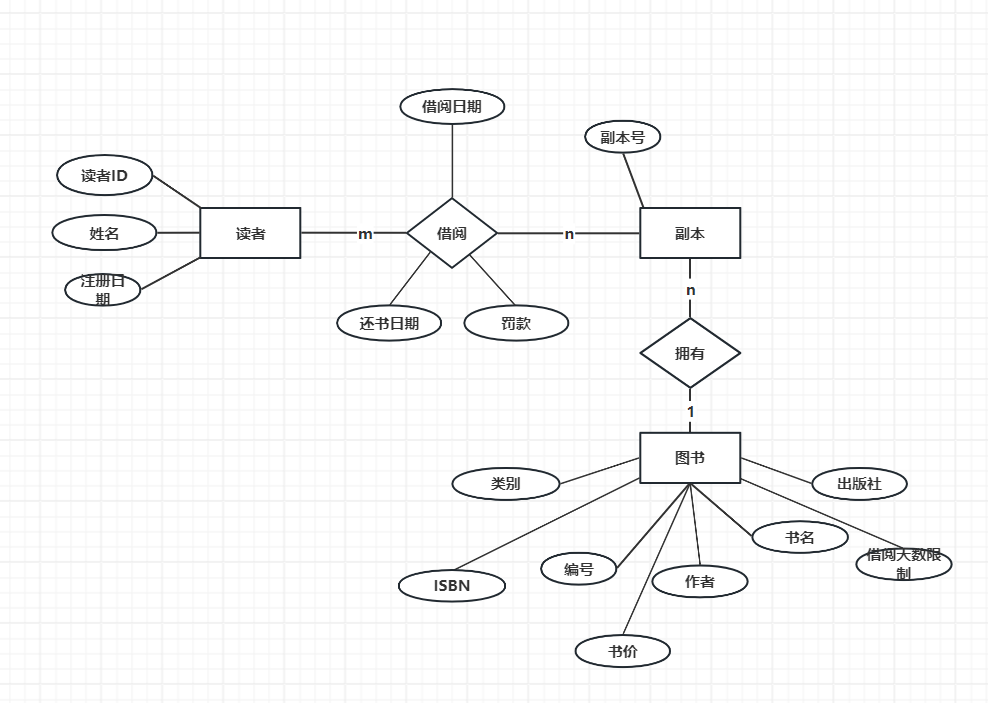 借阅日期
副本号
读者ID
姓名
读者
m
借阅
n
副本
注册日
期
n
还书日期
罚款
拥有
1
图书
类别
出版社
书名
借阅天数限
制
编号
作者
ISBN
书价